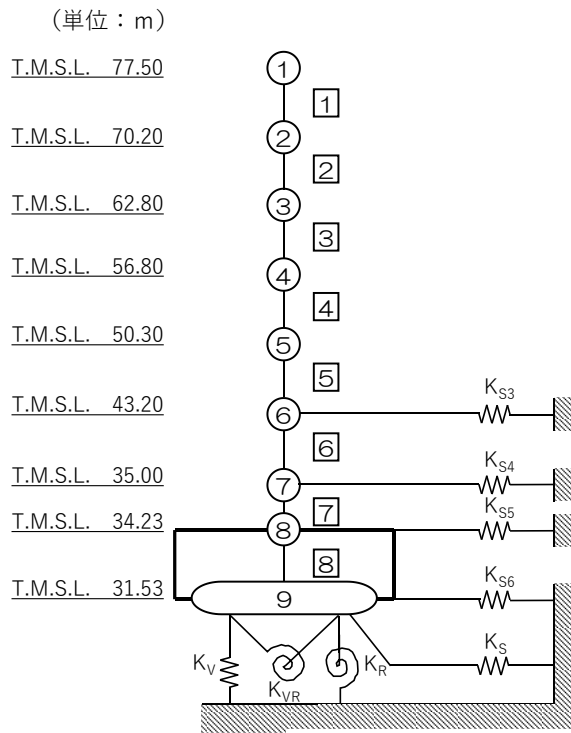 （単位：m）
T.M.S.L. 77.50
1
1
T.M.S.L. 70.20
2
2
T.M.S.L. 62.80
3
3
T.M.S.L. 56.80
4
4
T.M.S.L. 50.30
5
5
T.M.S.L. 43.20
6
KS3
6
T.M.S.L. 35.00
7
KS4
7
T.M.S.L. 34.23
8
KS5
8
T.M.S.L. 31.53
9
KS6
KV
KVR
KR
KS